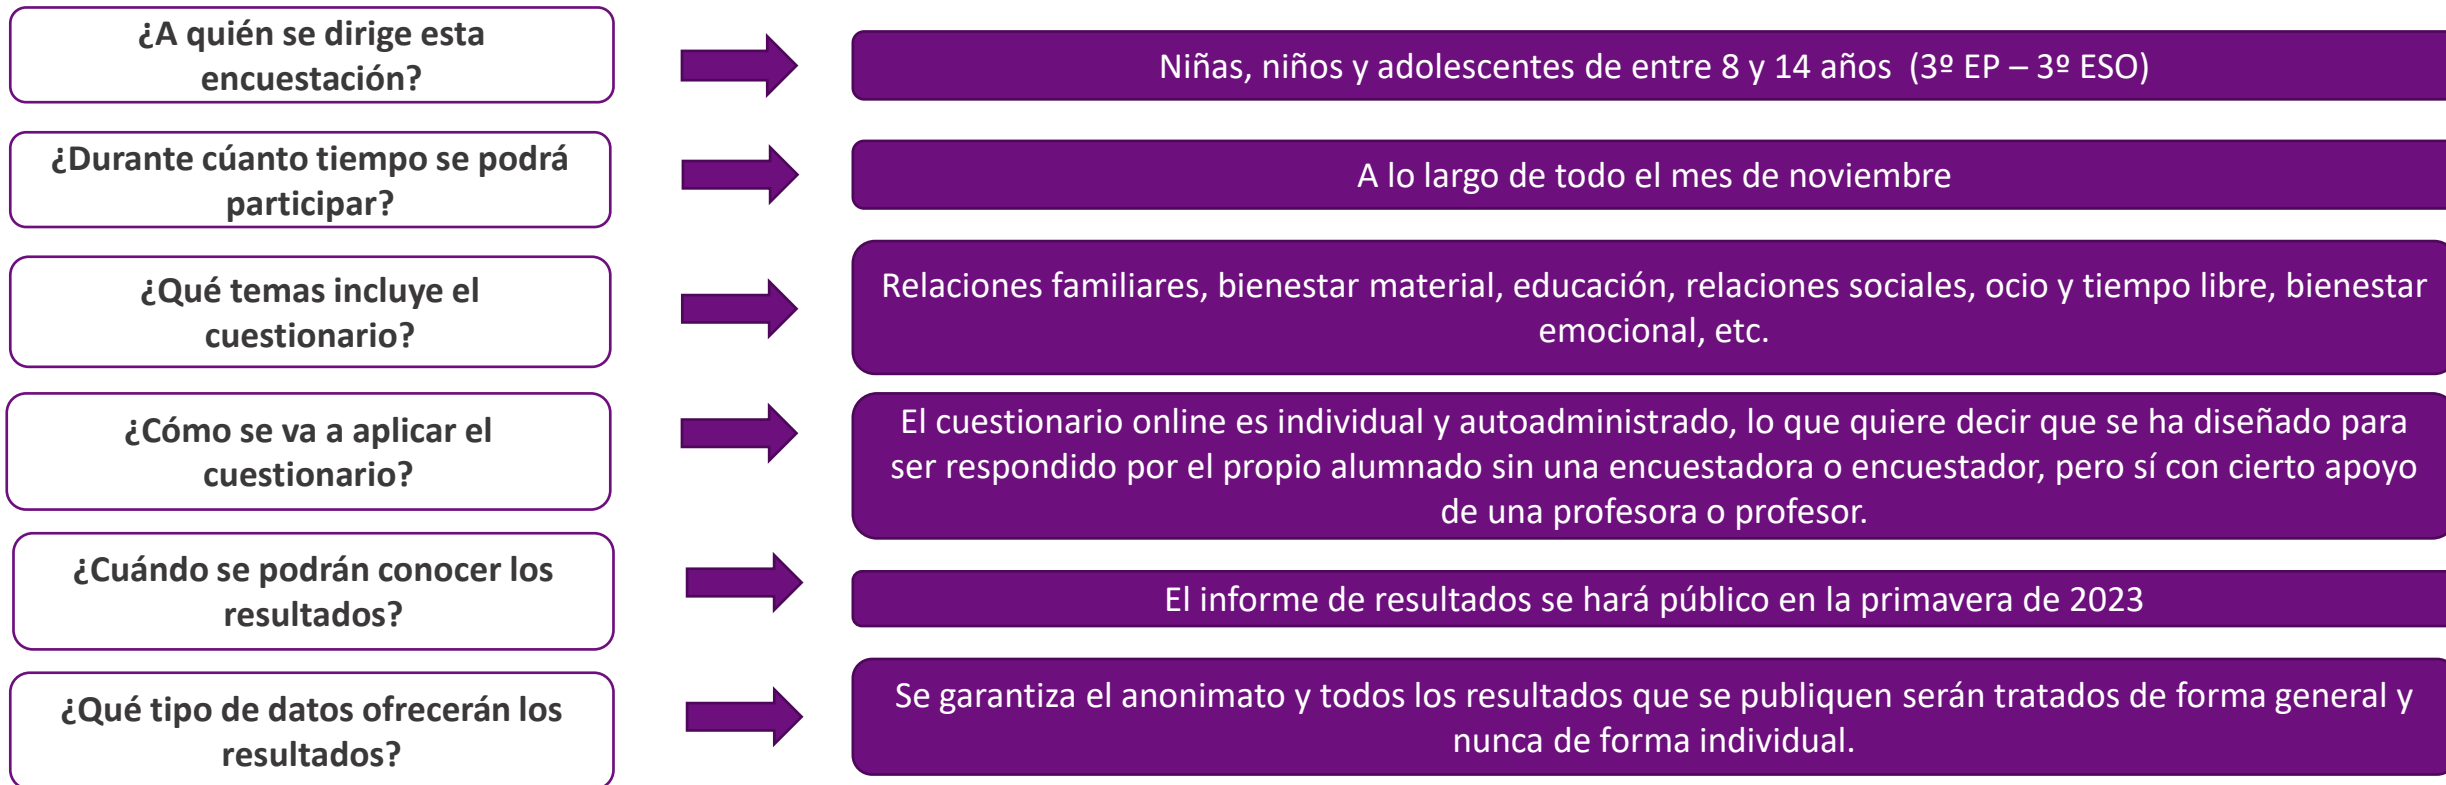 ¿A quién se dirige esta
encuestación?
Niñas, niños y adolescentes de entre 8 y 14 años  (3º EP – 3º ESO)
¿Durante cúanto tiempo se podrá
participar?
A lo largo de todo el mes de noviembre
¿Qué temas incluye el
cuestionario?
Relaciones familiares, bienestar material, educación, relaciones sociales, ocio y tiempo libre, bienestar
emocional, etc.
¿Cómo se va a aplicar el
cuestionario?
El cuestionario online es individual y autoadministrado, lo que quiere decir que se ha diseñado para
ser respondido por el propio alumnado sin una encuestadora o encuestador, pero sí con cierto apoyo
de una profesora o profesor.
¿Cuándo se podrán conocer los
resultados?
El informe de resultados se hará público en la primavera de 2023
¿Qué tipo de datos ofrecerán los
resultados?
Se garantiza el anonimato y todos los resultados que se publiquen serán tratados de forma general y
nunca de forma individual.